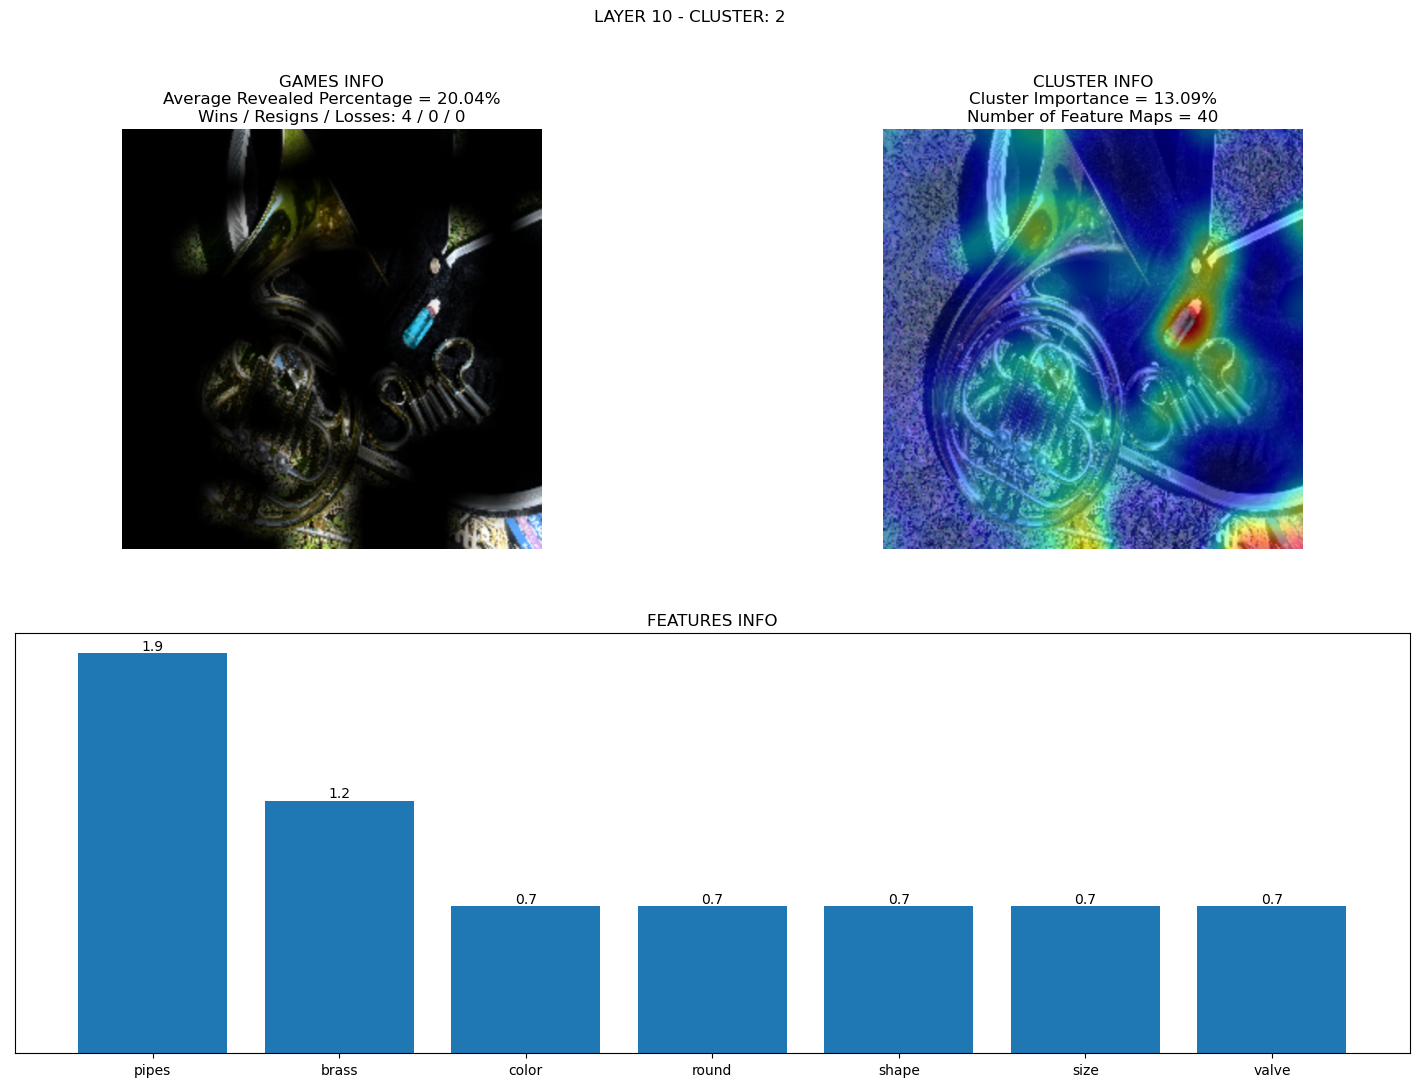 LAYER 10 - CLUSTER: 2
GAMES INFO
Average Revealed Percentage = 20.04%
Wins / Resigns / Losses: 4 / 0 / 0
CLUSTER INFO
Cluster Importance = 13.09%
Number of Feature Maps = 40
FEATURES INFO
1.9
1.2
0.7
0.7
0.7
0.7
0.7
pipes
brass
color
round
shape
size
valve